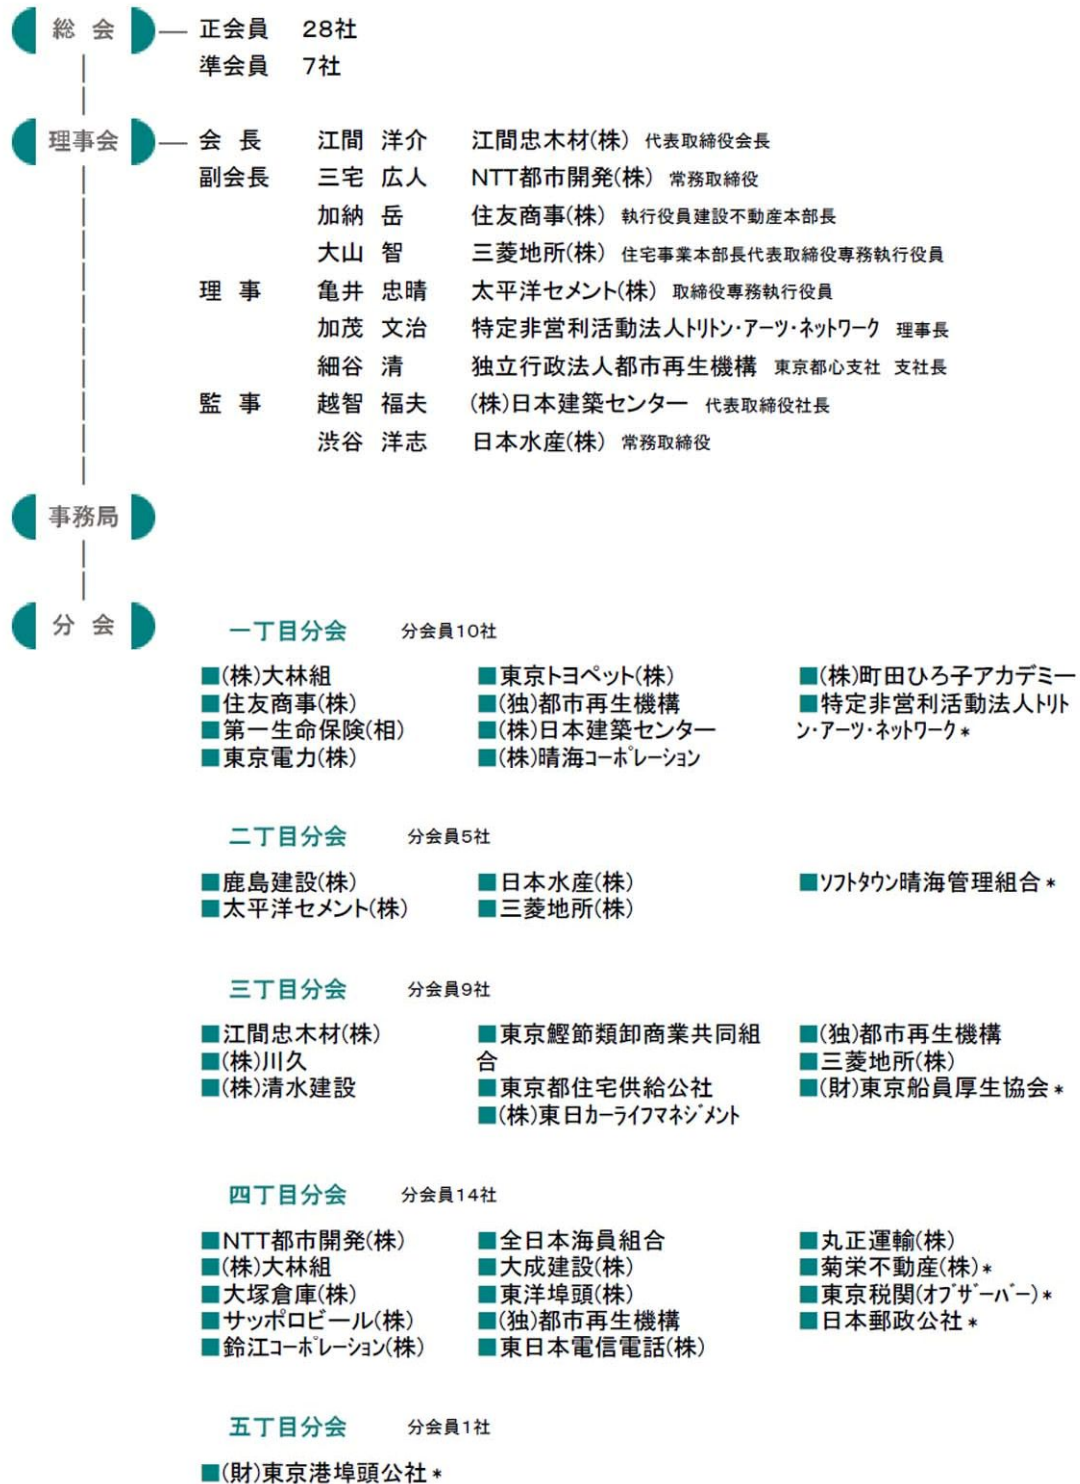 総 会 正会員 28社
準会員 7社
理事会 会 長 江間 洋介 江間忠木材(株) 代表取締役会長
副会長 三宅 広人 NTT都市開発(株) 常務取締役
加納 岳 住友商事(株) 執行役員建設不動産本部長
大山 智 三菱地所(株) 住宅事業本部長代表取締役専務執行役員
理 事 亀井 忠晴 太平洋セメント(株) 取締役専務執行役員
加茂 文治 特定非営利活動法人トリトン・アーツ・ネットワーク 理事長
細谷 清 独立行政法人都市再生機構 東京都心支社 支社長
監 事 越智 福夫 (株)日本建築センター 代表取締役社長
渋谷 洋志 日本水産(株) 常務取締役
事務局
分 会
一丁目分会 分会員10社
■(株)大林組 ■東京トヨペット(株) ■(株)町田ひろ子アカデミー
■住友商事(株) ■(独)都市再生機構 ■特定非営利活動法人トリト
■第一生命保険(相) ■(株)日本建築センター ン・アーツ・ネットワーク*
■東京電力(株) ■(株)晴海コーポレーション
二丁目分会 分会員5社
■鹿島建設(株) ■日本水産(株) ■ソフトタウン晴海管理組合*
■太平洋セメント(株) ■三菱地所(株)
三丁目分会 分会員9社
■江間忠木材(株) ■東京鰹節類卸商業共同組 ■(独)都市再生機構
■(株)川久 合 ■三菱地所(株)
■(株)清水建設 ■東京都住宅供給公社 ■(財)東京船員厚生協会*
■(株)東日カーライフマネジメント
四丁目分会 分会員14社
■NTT都市開発(株) ■全日本海員組合 ■丸正運輸(株)
■(株)大林組 ■大成建設(株) ■菊栄不動産(株)*
■大塚倉庫(株) ■東洋埠頭(株) ■東京税関(オブザーバー)*
■サッポロビール(株) ■(独)都市再生機構 ■日本郵政公社*
■鈴江コーポレーション(株) ■東日本電信電話(株)
五丁目分会 分会員1社
■(財)東京港埠頭公社*